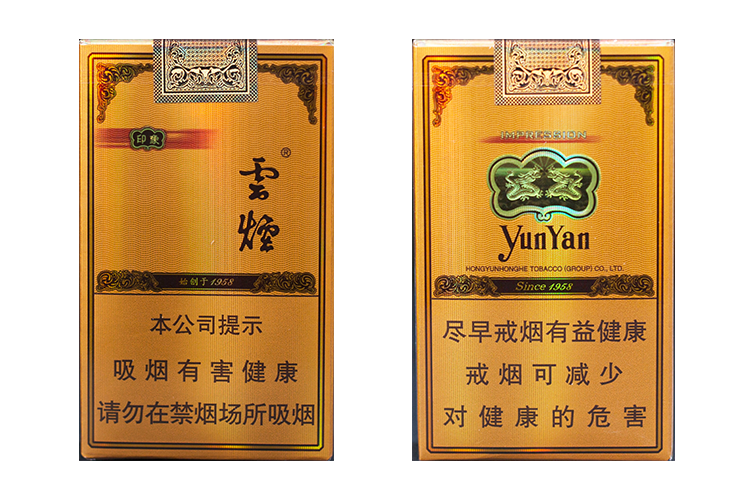 印象
雲煙®
始创于1958
本公司提示
吸烟有害健康
请勿在禁烟场所吸烟
IMPRESSION
YunYan
HONGYUNHONGHE TOBACCO (GROUP) CO., LTD.
Since 1958
尽早戒烟有益健康
戒烟可减少
对健康的危害